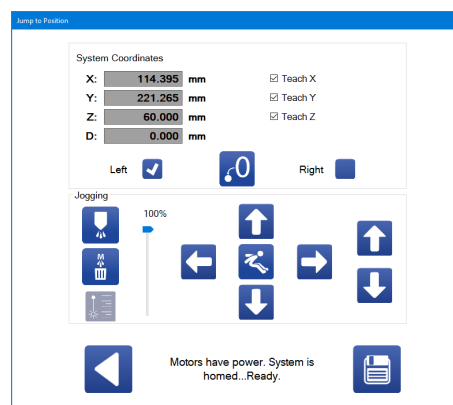 Jump to Position
System Coordinates
X: 114.395 mm
Teach X
Y: 221.265 mm
Teach Y
Z: 60.000 mm
Teach Z
D: 0.000 mm
Left
0
Right
Jogging
100%
M
Motors have power. System is
homed...Ready.